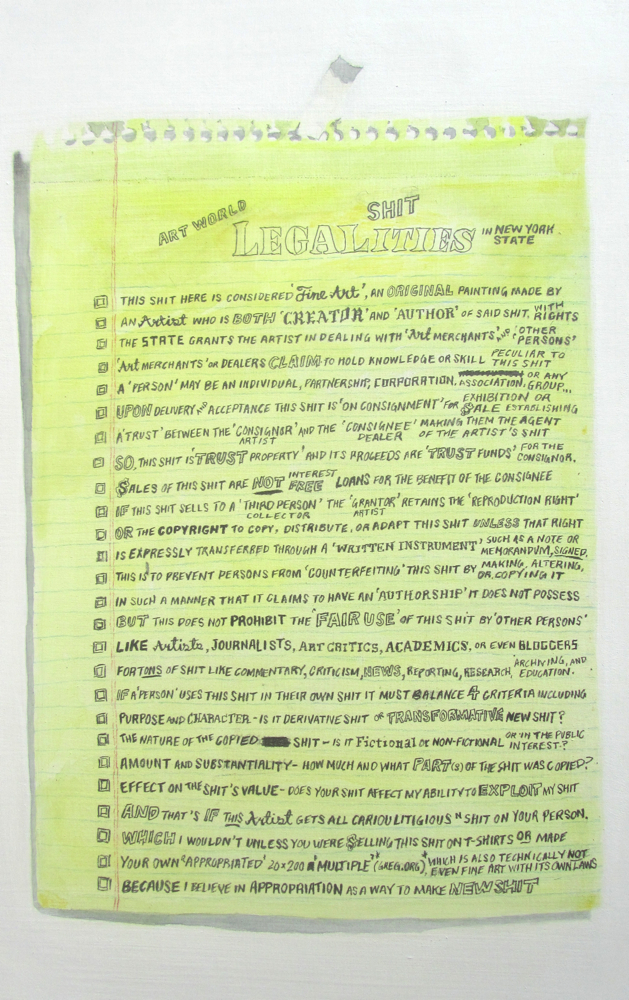 ART WORLD SHIT
LEGALITIES IN NEW YORK STATE
THIS SHIT HERE IS CONSIDERED 'Fine Art', AN ORIGINAL PAINTING MADE BY
AN Artist WHO IS BOTH 'CREATOR' AND 'AUTHOR' OF SAID SHIT, WITH RIGHTS
THE STATE GRANTS THE ARTIST IN DEALING WITH 'Art MERCHANTS', & 'OTHER PERSONS'
'Art MERCHANTS' OR DEALERS CLAIM TO HOLD KNOWLEDGE OR SKILL PECULIAR TO THIS SHIT
A 'PERSON' MAY BE AN INDIVIDUAL, PARTNERSHIP, CORPORATION, ASSOCIATION, OR ANY GROUP...
UPON DELIVERY & ACCEPTANCE THIS SHIT IS 'ON CONSIGNMENT' FOR EXHIBITION OR SALE ESTABLISHING
A 'TRUST' BETWEEN THE 'CONSIGNOR' ARTIST AND THE 'CONSIGNEE' DEALER MAKING THEM THE AGENT OF THE ARTIST'S SHIT
SO, THIS SHIT IS 'TRUST PROPERTY' AND ITS PROCEEDS ARE 'TRUST FUNDS' FOR THE CONSIGNOR.
SALES OF THIS SHIT ARE NOT INTEREST FREE LOANS FOR THE BENEFIT OF THE CONSIGNEE
IF THIS SHIT SELLS TO A 'THIRD PERSON' COLLECTOR THE 'GRANTOR' ARTIST RETAINS THE 'REPRODUCTION RIGHT'
OR THE COPYRIGHT TO COPY, DISTRIBUTE, OR ADAPT THIS SHIT UNLESS THAT RIGHT
IS EXPRESSLY TRANSFERBED THROUGH A 'WRITTEN INSTRUMENT', SUCH AS A NOTE OR MEMORANDVM, SIGNED,
THIS IS TO PREVENT PERSONS FROM 'COUNTERFEITING' THIS SHIT BY MAKING, ALTERING, OR COPYING IT
IN SUCH A MANNER THAT IT CLAIMS TO HAVE AN 'AUTHORSHIP' IT DOES NOT POSSESS
BUT THIS DOES NOT PROHIBIT THE 'FAIR USE' OF THIS SHIT BY 'OTHER PERSONS'
LIKE Artists, JOURNALISTS, ART CRITICS, ACADEMICS, OR EVEN BLOGGERS
FOR TONS OF SHIT LIKE COMMENTARY, CRITICISM, NEWS, REPORTING, RESEARCH, ARCHIVING, AND EDUCATION.
IF A 'PERSON' USES THIS SHIT IN THEIR OWN SHIT IT MUST BALANCE 4 CRITERIA INCLUDING
PURPOSE AND CHARACTER - IS IT DERIVATIVE SHIT OR TRANSFORMATIVE NEW SHIT?
THE NATURE OF THE COPIED SHIT - IS IT Fictional OR NON-FICTIONAL OR IN THE PUBLIC INTEREST?
AMOUNT AND SUBSTANTIALITY - HOW MUCH AND WHAT PART(S) OF THE SHIT WAS COPIED?
EFFECT ON THE SHIT'S VALUE - DOES YOUR SHIT AFFECT MY ABILITY TO EXPLOIT MY SHIT
AND THAT'S IF THIS Artist GETS ALL CARIOU LITIGIOUS N SHIT ON YOUR PERSON.
WHICH I WOULDN'T UNLESS YOU WERE $ELLING THIS SHIT ON T-SHIRTS OR MADE
YOUR OWN 'APPROPRIATED' 20x200 'MULTIPLE' (GREG.ORG), WHICH IS ALSO TECHNICALLY NOT EVEN FINE ART WITH ITS OWN LAWS
BECAUSE I BELIEVE IN APPROPRIATION AS A WAY TO MAKE NEW SHIT